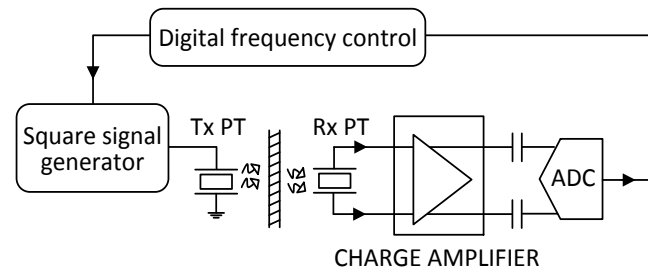 Digital frequency control
Square signal
generator
Tx PT
Rx PT
ADC
CHARGE AMPLIFIER